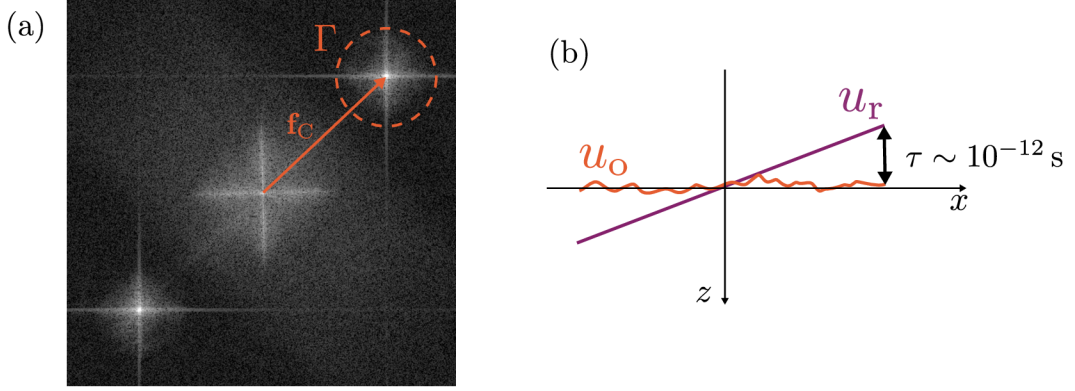 (a)
Γ
f_C
(b)
u_r
u_o
τ ∼ 10⁻¹² s
x
z